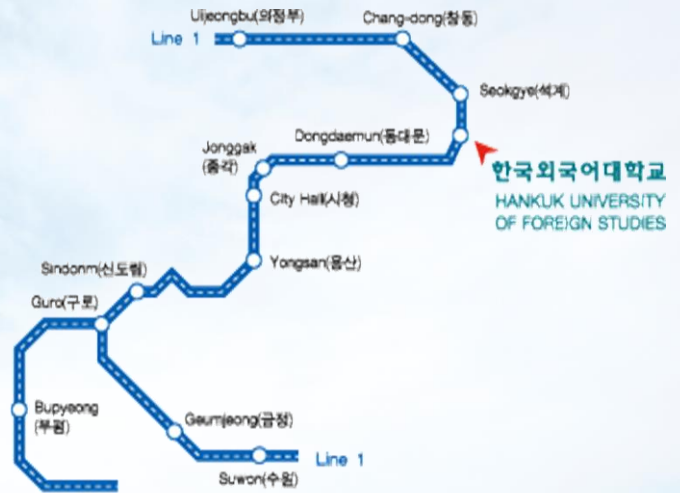 Uijeongbu(의정부)
Chang-dong(창동)
Line 1
Seokgye(석계)
Dongdaemun(동대문)
Jonggak
(종각)
한국외국어대학교
HANKUK UNIVERSITY
OF FOREIGN STUDIES
City Hall(시청)
Yongsan(용산)
Sindorim(신도림)
Guro(구로)
Bupyeong
(부평)
Geumjeong(금정)
Line 1
Suwon(수원)